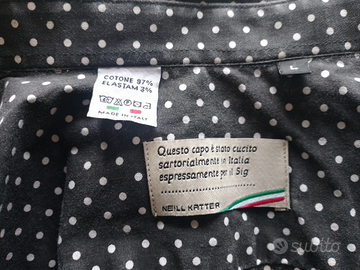 COTONE 97%
ELASTAM 3%
MADE IN ITALY
L
Questo capo è stato cucito
sartorialmente in Italia
espressamente per il Sig
NEILL KATTER
subito